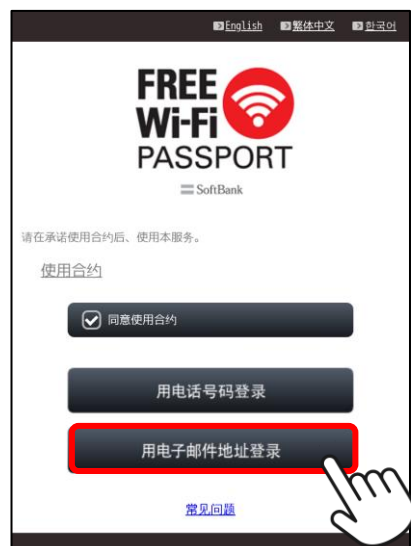 English 繁体中文 한국어
FREE
Wi-Fi
PASSPORT
SoftBank
请在承诺使用合约后、使用本服务。
使用合约
同意使用合约
用电话号码登录
用电子邮件地址登录
常见问题